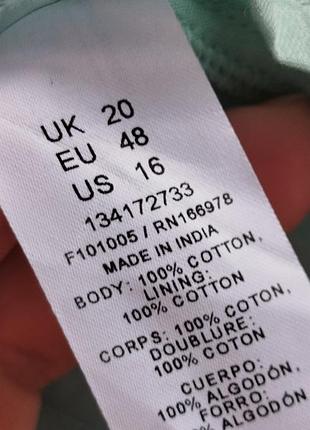 UK 20
EU 48
US 16
134172733
F101005 / RN166978
MADE IN INDIA
BODY: 100% COTTON,
LINING:
100% COTTON
CORPS: 100% COTON,
DOUBLURE:
100% COTON
CUERPO:
100% ALGODÓN,
FORRO:
100% ALGODÓN